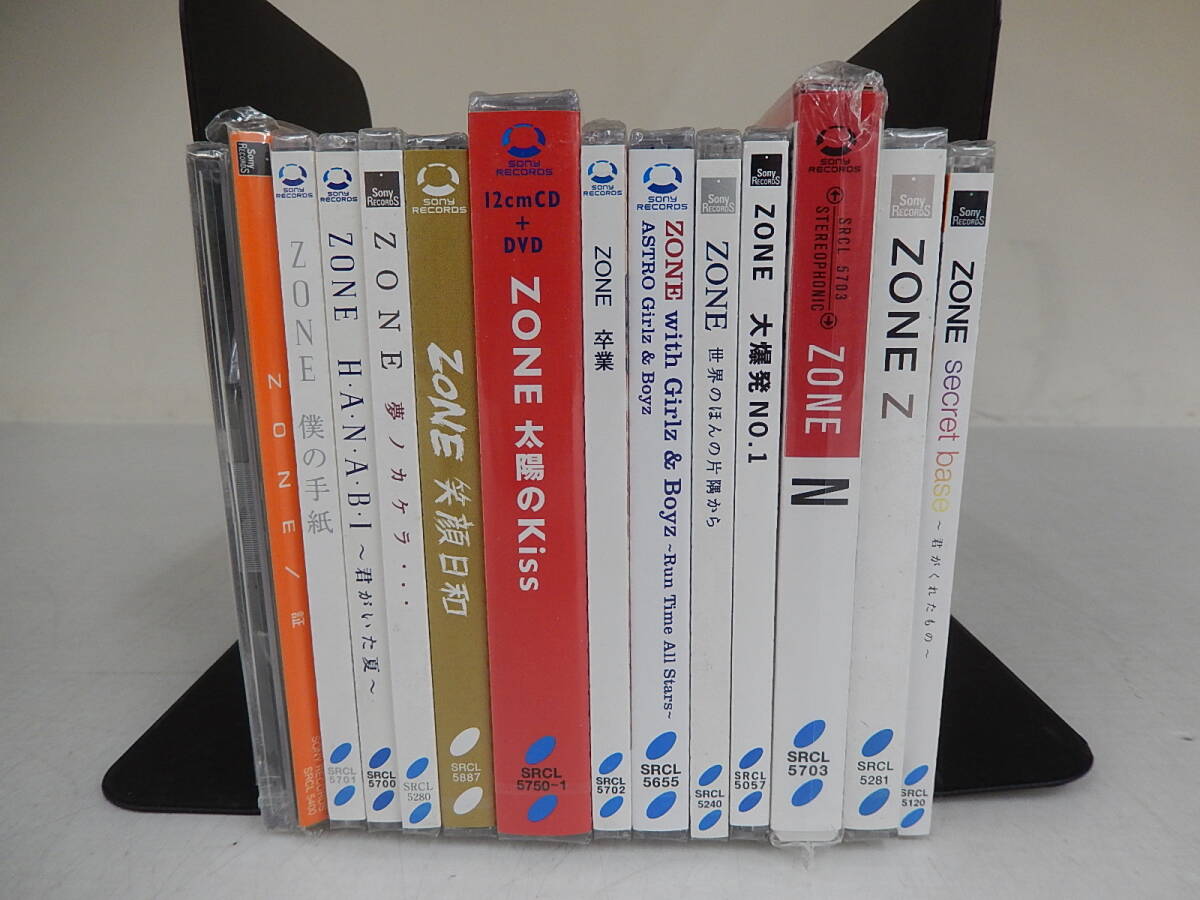 Sony RECORDS
ZONE / 証
SONY RECORDS
SRCL 5400
SONY RECORDS
ZONE 僕の手紙
SRCL 5701
SONY RECORDS
ZONE H・A・N・A・B・I ～君がいた夏～
SRCL 5700
Sony RECORDS
ZONE 夢ノカケラ・・・
SRCL 5280
SONY RECORDS
ZONE 笑顔日和
SRCL 5887
SONY RECORDS
12cmCD
+
DVD
ZONE 太陽のKiss
SRCL 5750-1
SONY RECORDS
ZONE 卒業
SRCL 5702
SONY RECORDS
ZONE with Girlz & Boyz ~Run Time All Stars~
ASTRO Girlz & Boyz
SRCL 5655
Sony RECORDS
ZONE 世界のほんの片隅から
SRCL 5240
Sony RECORDS
ZONE 大爆発NO.1
SRCL 5057
SONY RECORDS
SRCL 5703
STEREOPHONIC
ZONE N
SRCL 5703
Sony RECORDS
ZONE Z
SRCL 5281
Sony RECORDS
ZONE secret base ～君がくれたもの～
SRCL 5120